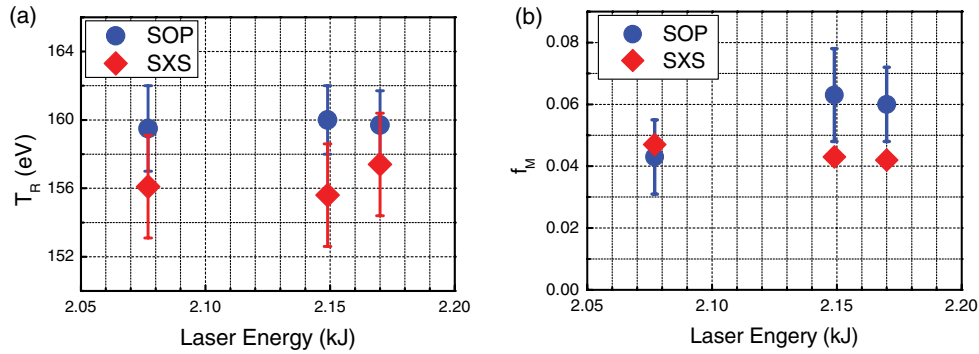 (a)
SOP
SXS
T_R (eV)
164
160
156
152
2.05 2.10 2.15 2.20
Laser Energy (kJ)
(b)
SOP
SXS
f_M
0.08
0.06
0.04
0.02
0.00
2.05 2.10 2.15 2.20
Laser Engery (kJ)